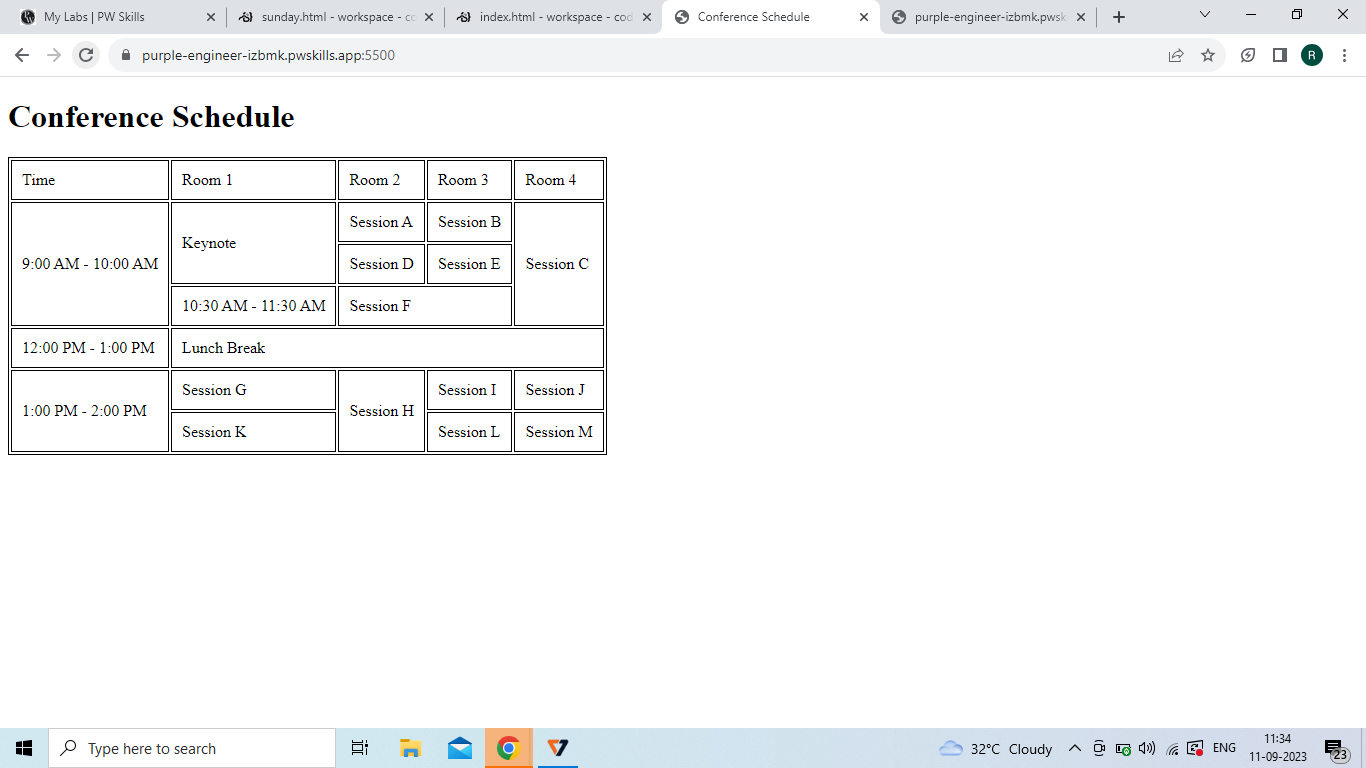 My Labs | PW Skills
sunday.html - workspace - co
index.html - workspace - cod
Conference Schedule
purple-engineer-izbmk.pwsk
purple-engineer-izbmk.pwskills.app:5500
R
Conference Schedule
Time Room 1 Room 2 Room 3 Room 4
9:00 AM - 10:00 AM Keynote Session A Session B Session C
Session D Session E
10:30 AM - 11:30 AM Session F
12:00 PM - 1:00 PM Lunch Break
1:00 PM - 2:00 PM Session G Session H Session I Session J
Session K Session L Session M
Type here to search
32°C Cloudy
ENG
11:34
11-09-2023
23